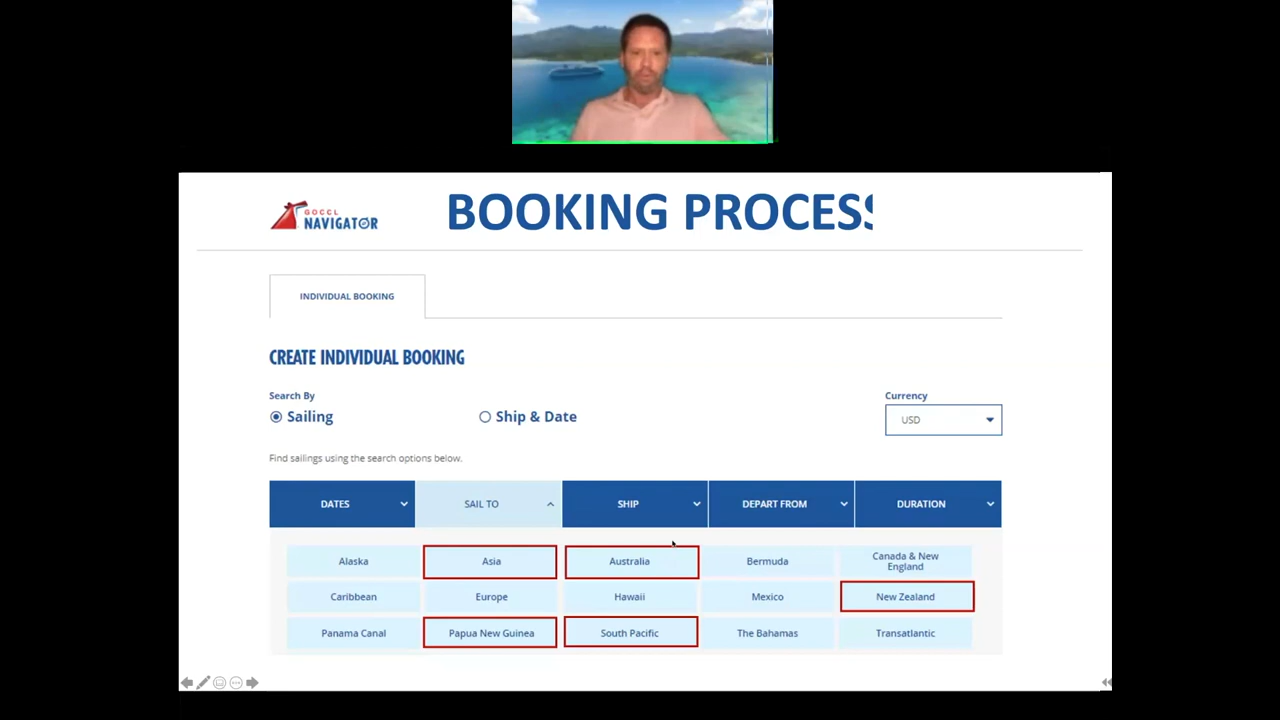 GOCCL
NAVIGATOR
BOOKING PROCESS
INDIVIDUAL BOOKING
CREATE INDIVIDUAL BOOKING
Search By
Currency
Sailing
Ship & Date
USD
Find sailings using the search options below.
DATES
SAIL TO
SHIP
DEPART FROM
DURATION
Alaska
Asia
Australia
Bermuda
Canada & New
England
Caribbean
Europe
Hawaii
Mexico
New Zealand
Panama Canal
Papua New Guinea
South Pacific
The Bahamas
Transatlantic